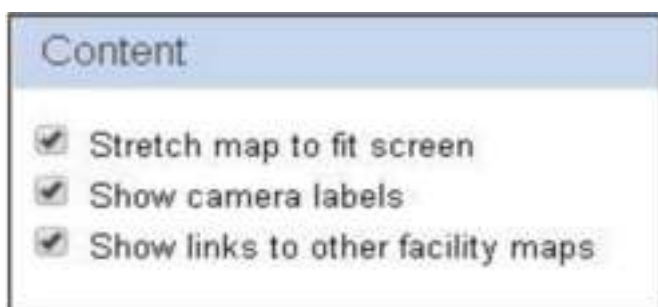 Content
Stretch map to fit screen
Show camera labels
Show links to other facility maps